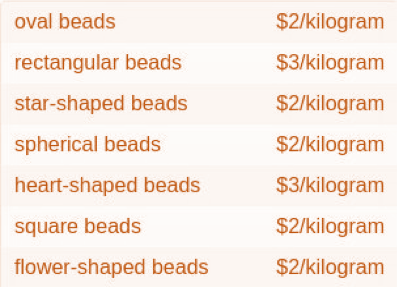 oval beads $2/kilogram
rectangular beads $3/kilogram
star-shaped beads $2/kilogram
spherical beads $2/kilogram
heart-shaped beads $3/kilogram
square beads $2/kilogram
flower-shaped beads $2/kilogram